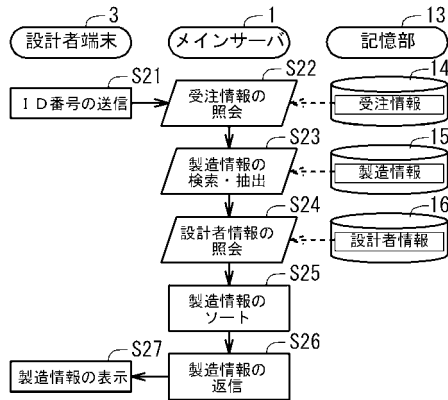 3 1 13
設計者端末 メインサーバ 記憶部
S21 S22 14
ＩＤ番号の送信 受注情報の
照会 受注情報
S23 15
製造情報の
検索・抽出 製造情報
S24 16
設計者情報の
照会 設計者情報
S25
製造情報の
ソート
S27 S26
製造情報の表示 製造情報の
返信